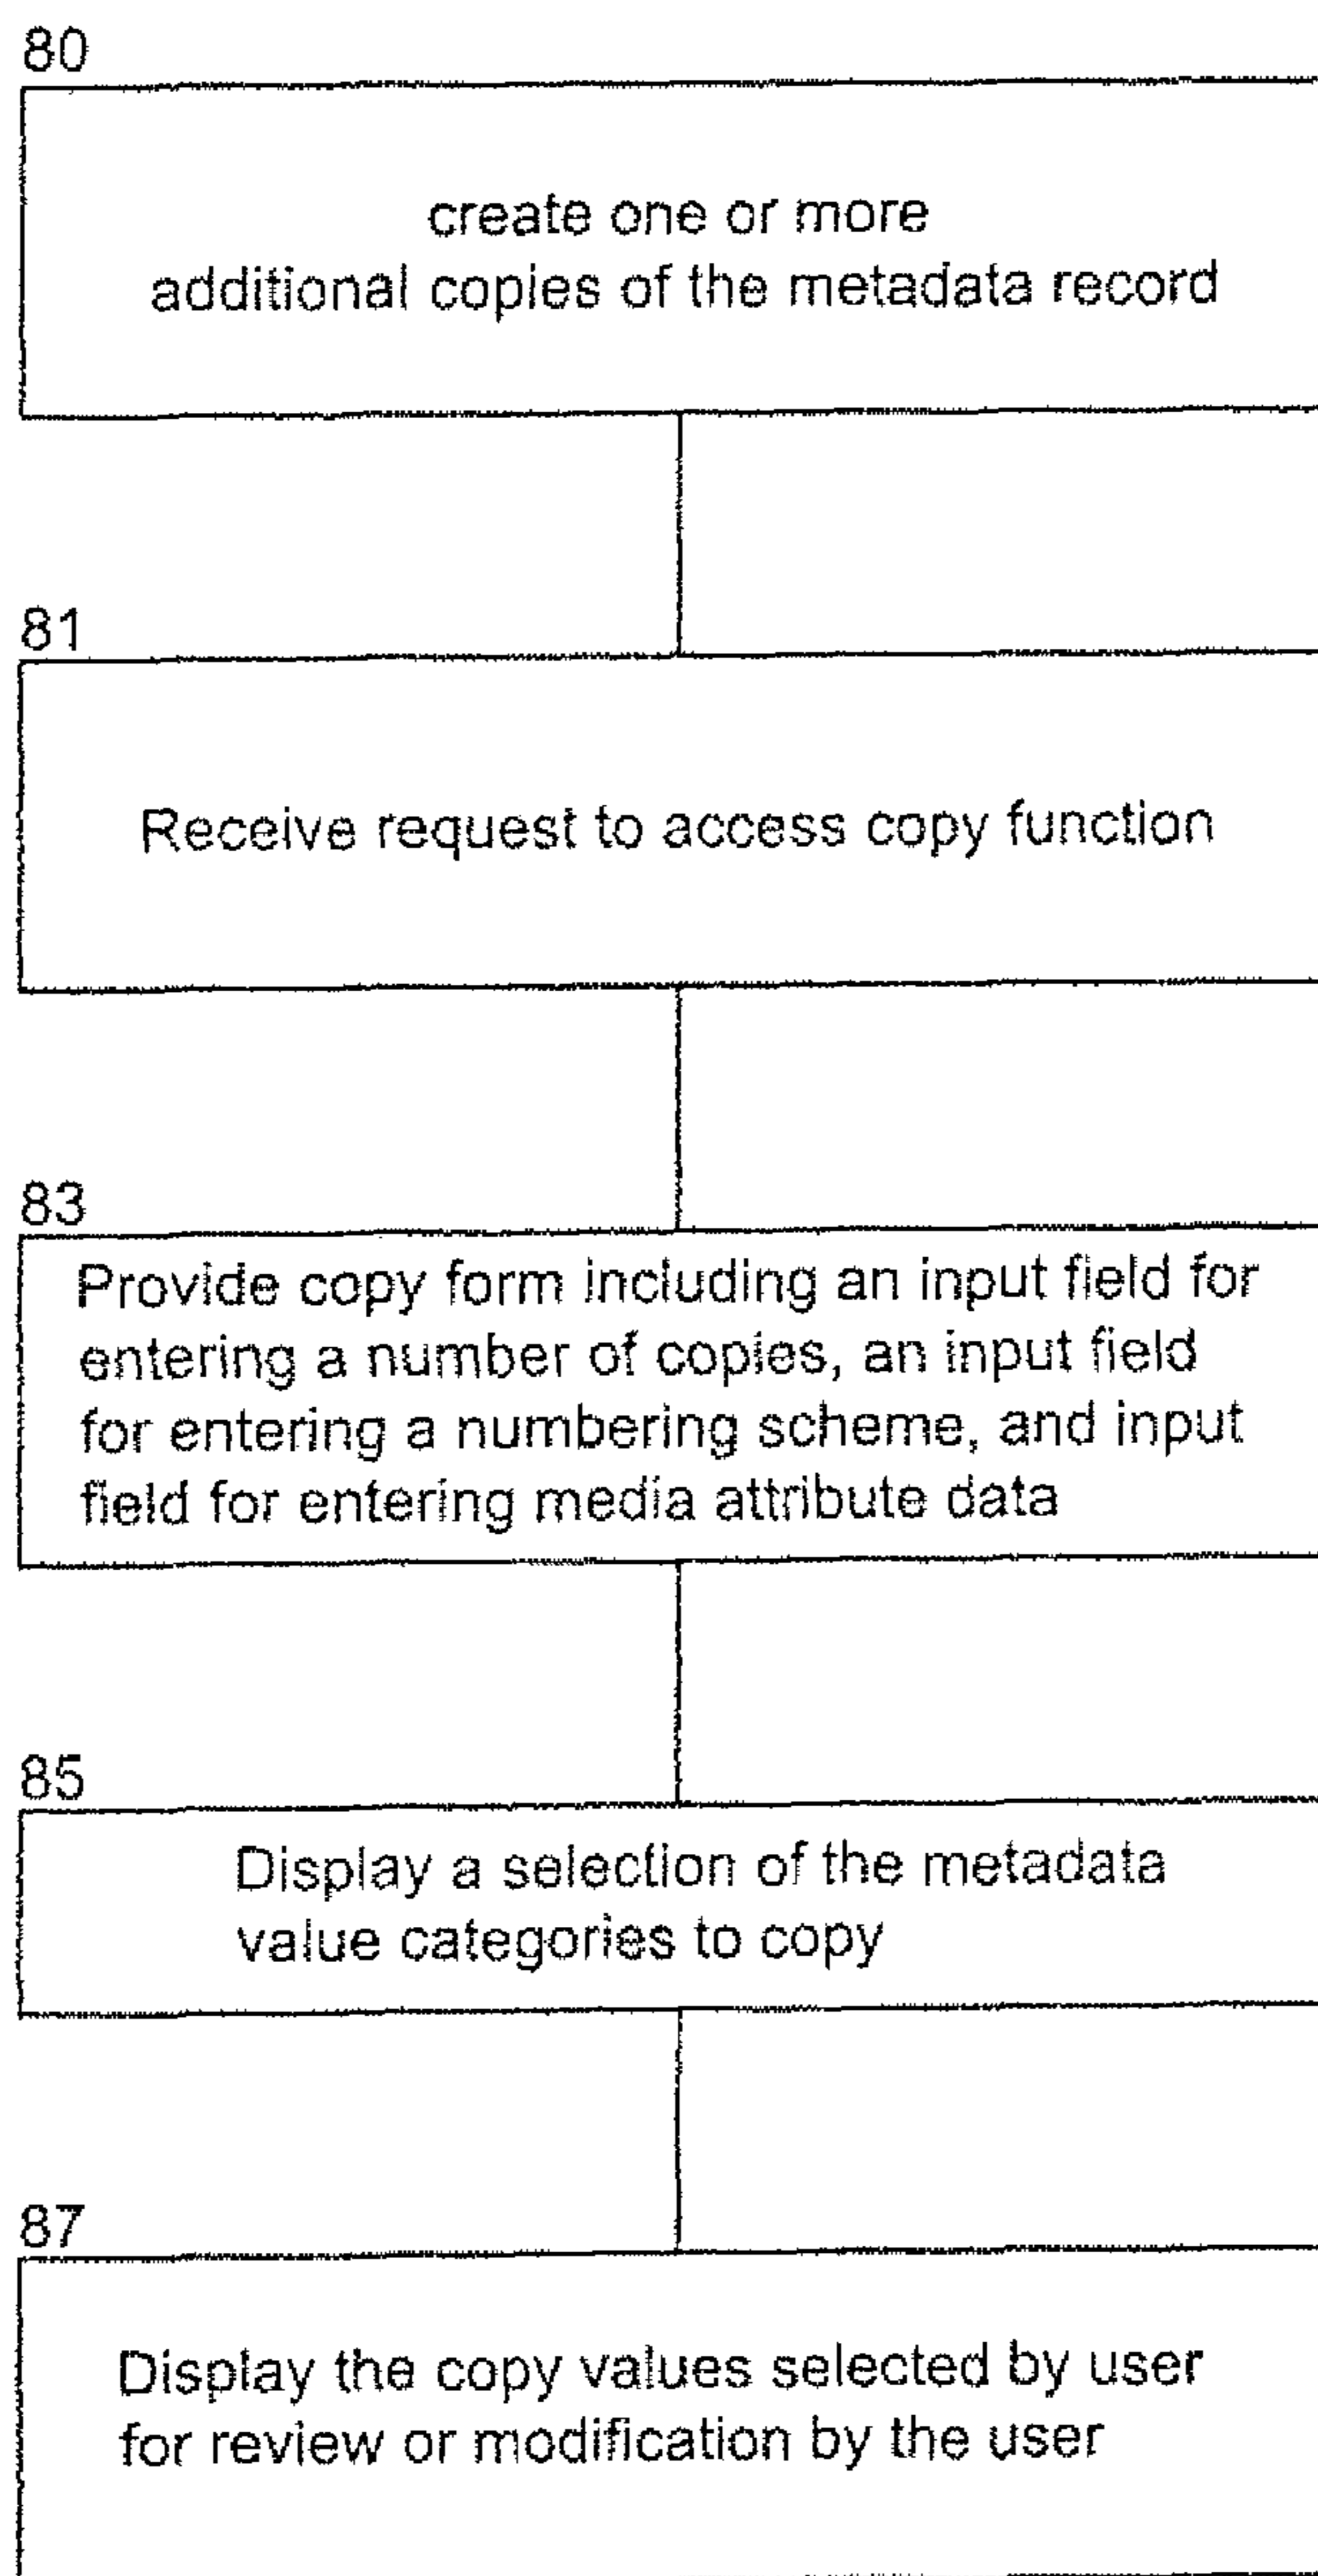 80
create one or more
additional copies of the metadata record
81
Receive request to access copy function
83
Provide copy form including an input field for
entering a number of copies, an input field
for entering a numbering scheme, and input
field for entering media attribute data
85
Display a selection of the metadata
value categories to copy
87
Display the copy values selected by user
for review or modification by the user